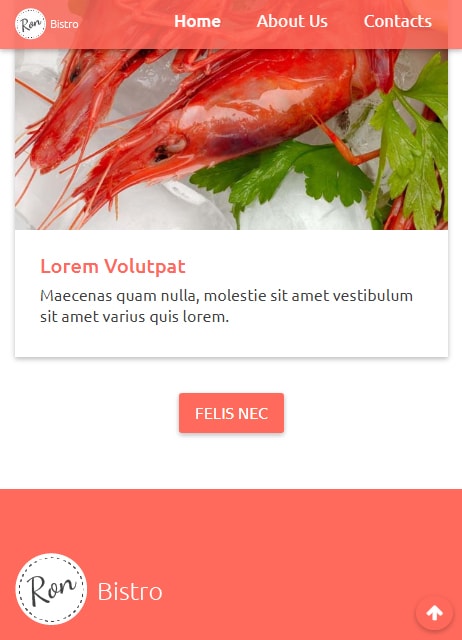 Ron Bistro Home About Us Contacts
Lorem Volutpat
Maecenas quam nulla, molestie sit amet vestibulum
sit amet varius quis lorem.
FELIS NEC
Ron Bistro